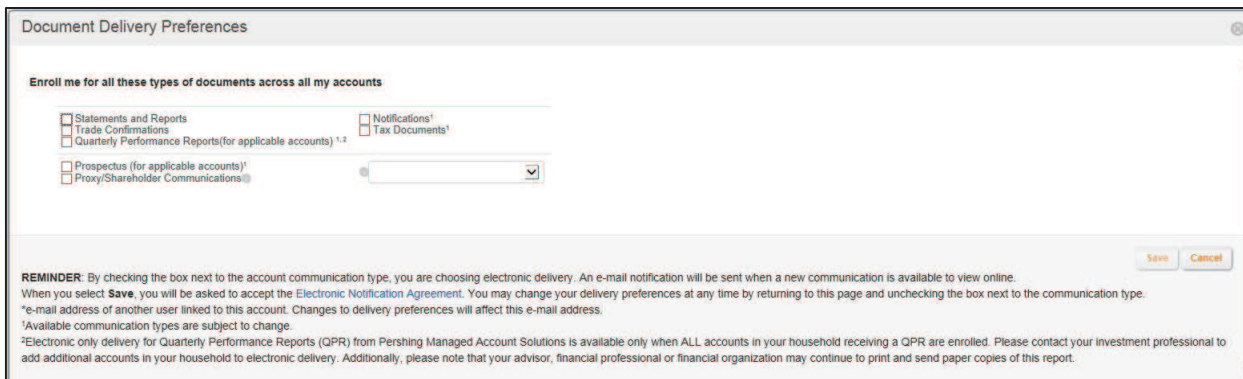 Document Delivery Preferences
Enroll me for all these types of documents across all my accounts
Statements and Reports
Trade Confirmations
Quarterly Performance Reports(for applicable accounts) 1, 2
Notifications1
Tax Documents1
Prospectus (for applicable accounts)1
Proxy/Shareholder Communications
Save Cancel
REMINDER: By checking the box next to the account communication type, you are choosing electronic delivery. An e-mail notification will be sent when a new communication is available to view online.
When you select Save, you will be asked to accept the Electronic Notification Agreement. You may change your delivery preferences at any time by returning to this page and unchecking the box next to the communication type.
*e-mail address of another user linked to this account. Changes to delivery preferences will affect this e-mail address.
1Available communication types are subject to change.
2Electronic only delivery for Quarterly Performance Reports (QPR) from Pershing Managed Account Solutions is available only when ALL accounts in your household receiving a QPR are enrolled. Please contact your investment professional to
add additional accounts in your household to electronic delivery. Additionally, please note that your advisor, financial professional or financial organization may continue to print and send paper copies of this report.